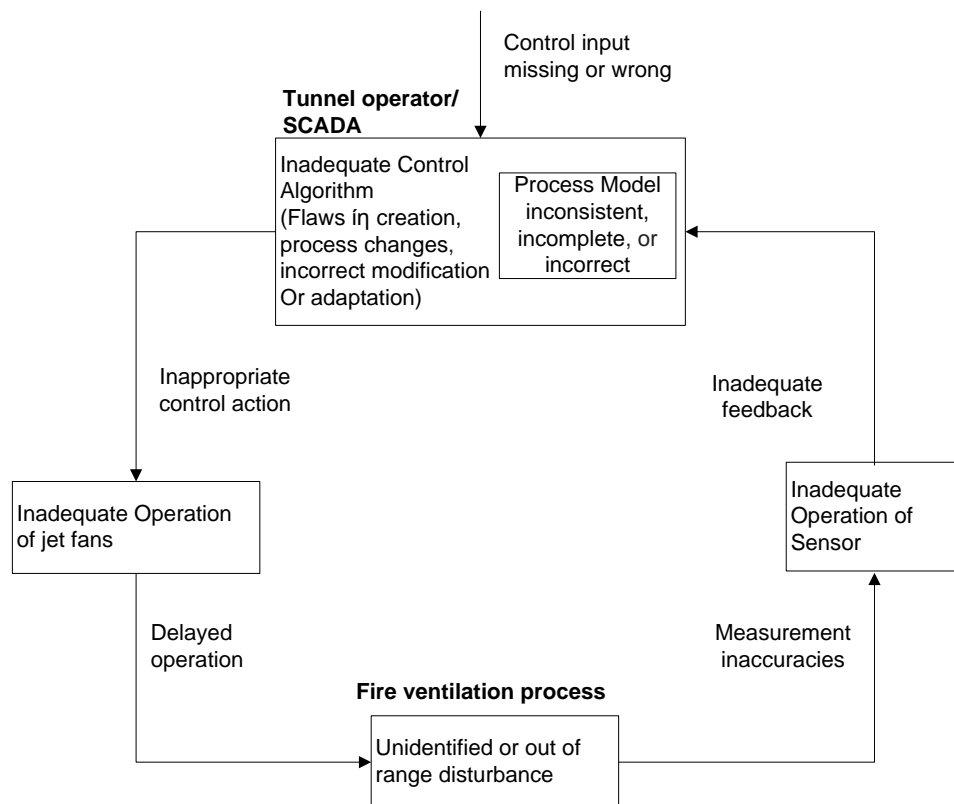 Control input
missing or wrong
Tunnel operator/
SCADA
Inadequate Control
Algorithm
(Flaws íη creation,
process changes,
incorrect modification
Or adaptation)
Process Model
inconsistent,
incomplete, or
incorrect
Inappropriate
control action
Inadequate
feedback
Inadequate Operation
of jet fans
Inadequate
Operation of
Sensor
Delayed
operation
Measurement
inaccuracies
Fire ventilation process
Unidentified or out of
range disturbance